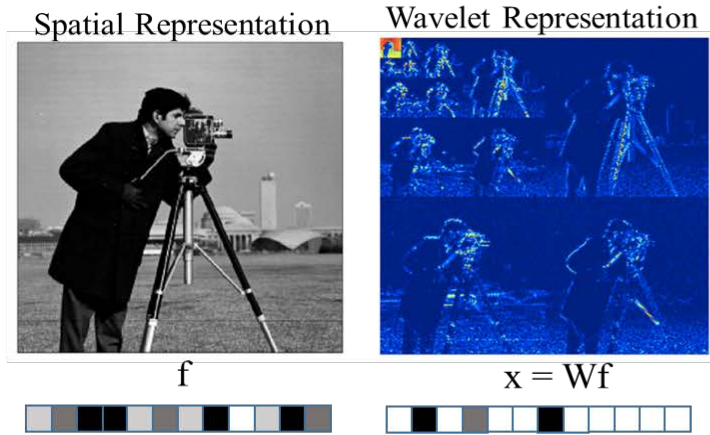 Spatial Representation
Wavelet Representation
f
x = Wf